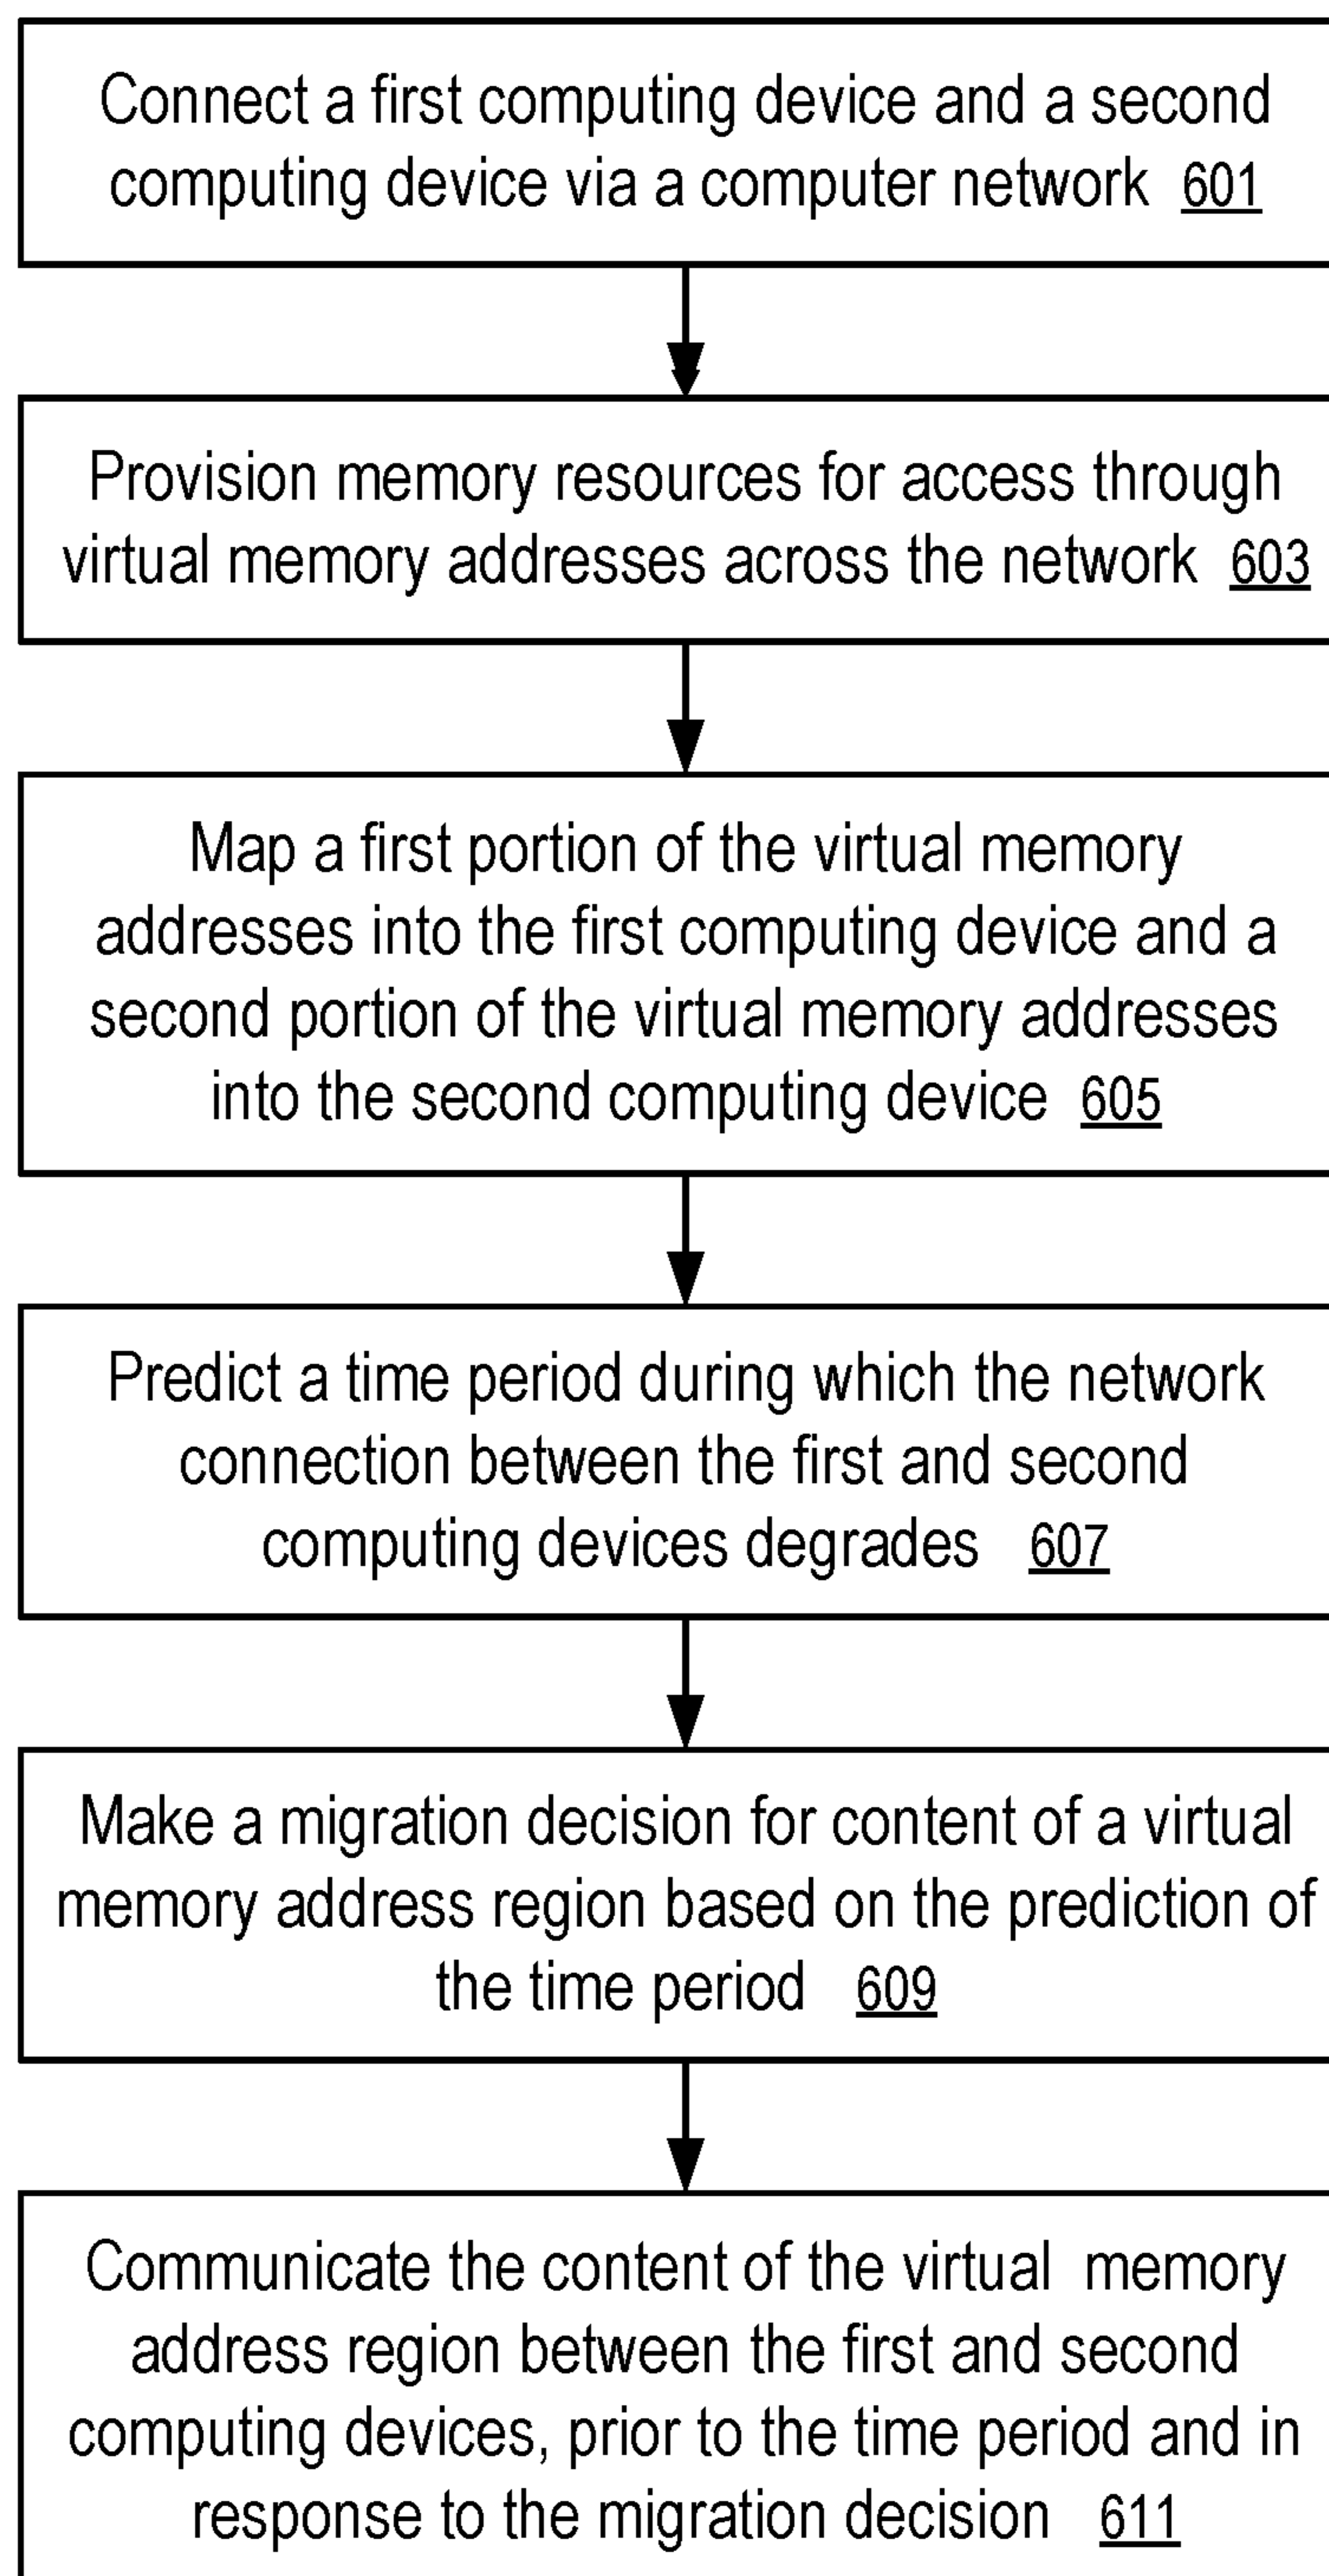 Connect a first computing device and a second
computing device via a computer network 601
Provision memory resources for access through
virtual memory addresses across the network 603
Map a first portion of the virtual memory
addresses into the first computing device and a
second portion of the virtual memory addresses
into the second computing device 605
Predict a time period during which the network
connection between the first and second
computing devices degrades 607
Make a migration decision for content of a virtual
memory address region based on the prediction of
the time period 609
Communicate the content of the virtual memory
address region between the first and second
computing devices, prior to the time period and in
response to the migration decision 611